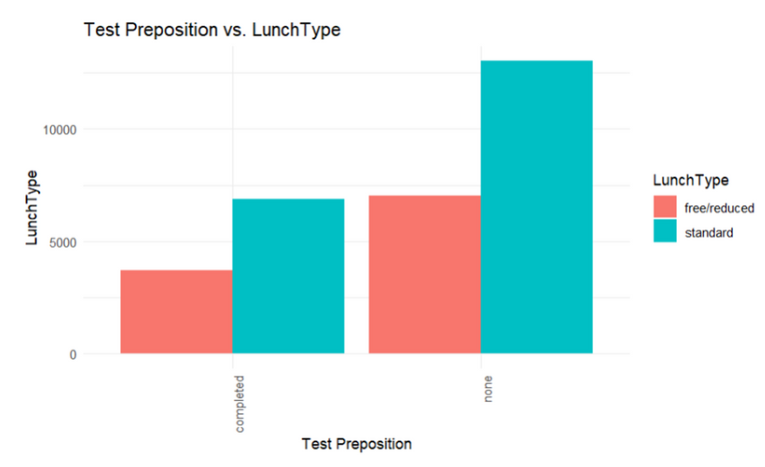 Test Preposition vs. LunchType
LunchType
10000
5000
0
completed
none
Test Preposition
LunchType
free/reduced
standard